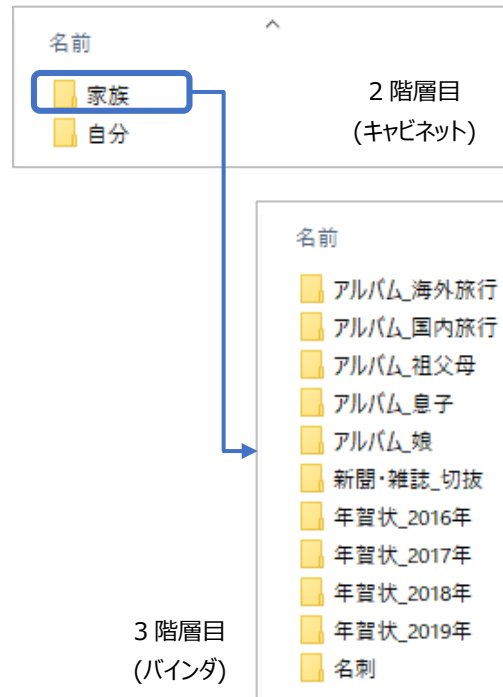 名前
家族
自分
２階層目
(キャビネット)
名前
アルバム_海外旅行
アルバム_国内旅行
アルバム_祖父母
アルバム_息子
アルバム_娘
新聞・雑誌_切抜
年賀状_2016年
年賀状_2017年
年賀状_2018年
年賀状_2019年
名刺
３階層目
(バインダ)